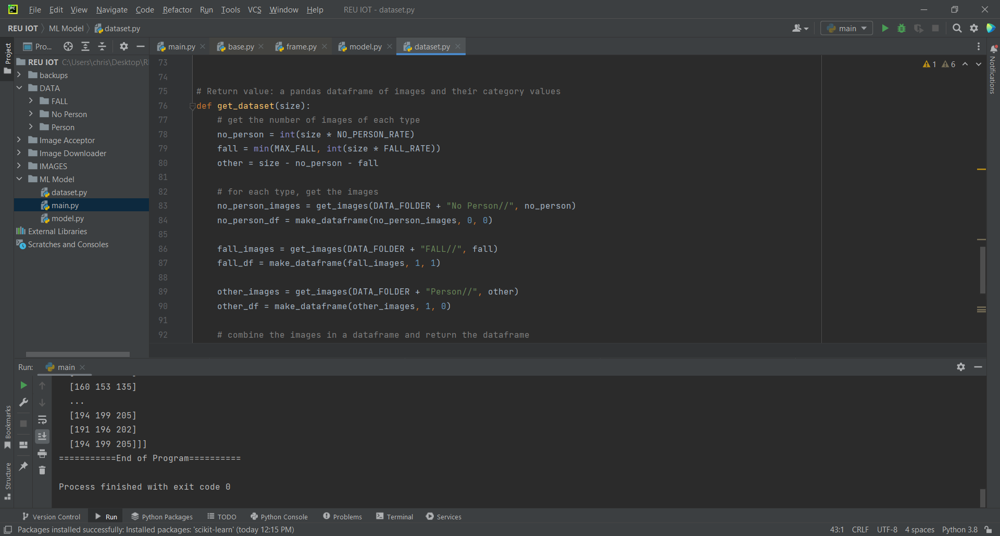 PC File Edit View Navigate Code Refactor Run Tools VCS Window Help REU IOT - dataset.py
REU IOT ML Model dataset.py main
Project
Pro...
main.py base.py frame.py model.py dataset.py
Notifications
REU IOT C:\Users\chris\Desktop\R
backups
DATA
FALL
No Person
Person
Image Acceptor
Image Downloader
IMAGES
ML Model
dataset.py
main.py
model.py
External Libraries
Scratches and Consoles
1 6
73
74
75 # Return value: a pandas dataframe of images and their category values
76 def get_dataset(size):
77 # get the number of images of each type
78 no_person = int(size * NO_PERSON_RATE)
79 fall = min(MAX_FALL, int(size * FALL_RATE))
80 other = size - no_person - fall
81
82 # for each type, get the images
83 no_person_images = get_images(DATA_FOLDER + "No Person//", no_person)
84 no_person_df = make_dataframe(no_person_images, 0, 0)
85
86 fall_images = get_images(DATA_FOLDER + "FALL//", fall)
87 fall_df = make_dataframe(fall_images, 1, 1)
88
89 other_images = get_images(DATA_FOLDER + "Person//", other)
90 other_df = make_dataframe(other_images, 1, 0)
91
92 # combine the images in a dataframe and return the dataframe
Run: main
[160 153 135]
...
[194 199 205]
[191 196 202]
[194 199 205]]]
===========End of Program==========
Process finished with exit code 0
Bookmarks
Structure
Version Control Run Python Packages TODO Python Console Problems Terminal Services
Packages installed successfully: Installed packages: 'scikit-learn' (today 12:15 PM) 43:1 CRLF UTF-8 4 spaces Python 3.8